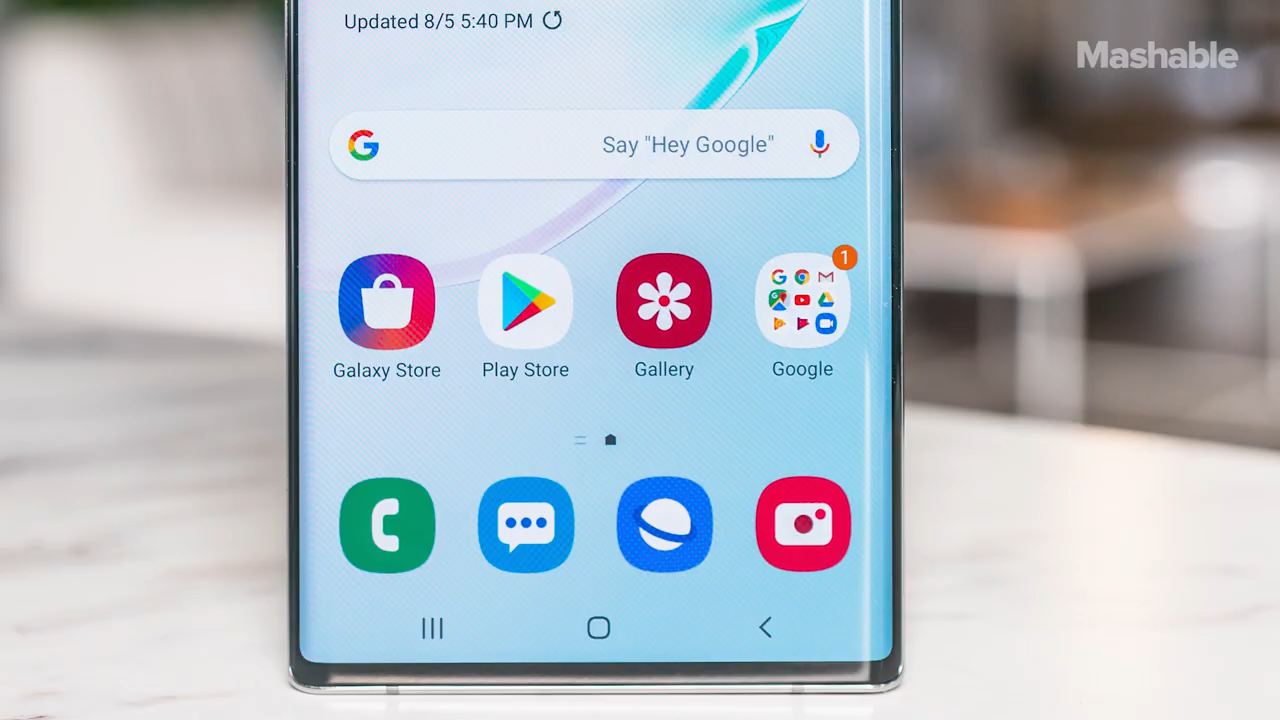 Updated 8/5 5:40 PM
Mashable
G
Say "Hey Google"
1
Galaxy Store
Play Store
Gallery
Google